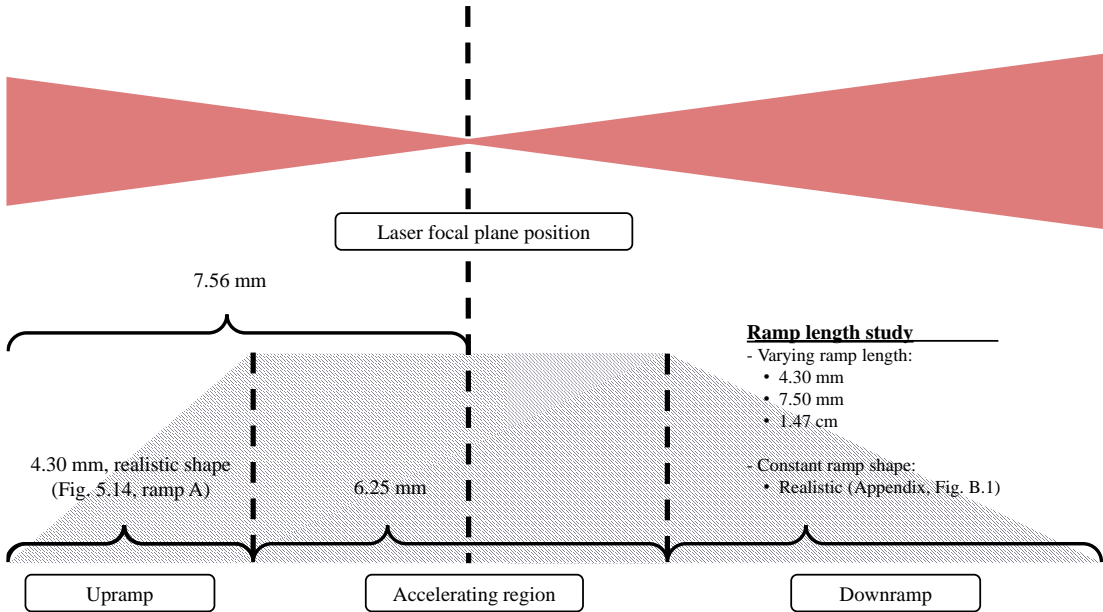 Laser focal plane position
7.56 mm
Ramp length study
- Varying ramp length:
• 4.30 mm
• 7.50 mm
• 1.47 cm
- Constant ramp shape:
• Realistic (Appendix, Fig. B.1)
4.30 mm, realistic shape
(Fig. 5.14, ramp A)
6.25 mm
Upramp
Accelerating region
Downramp